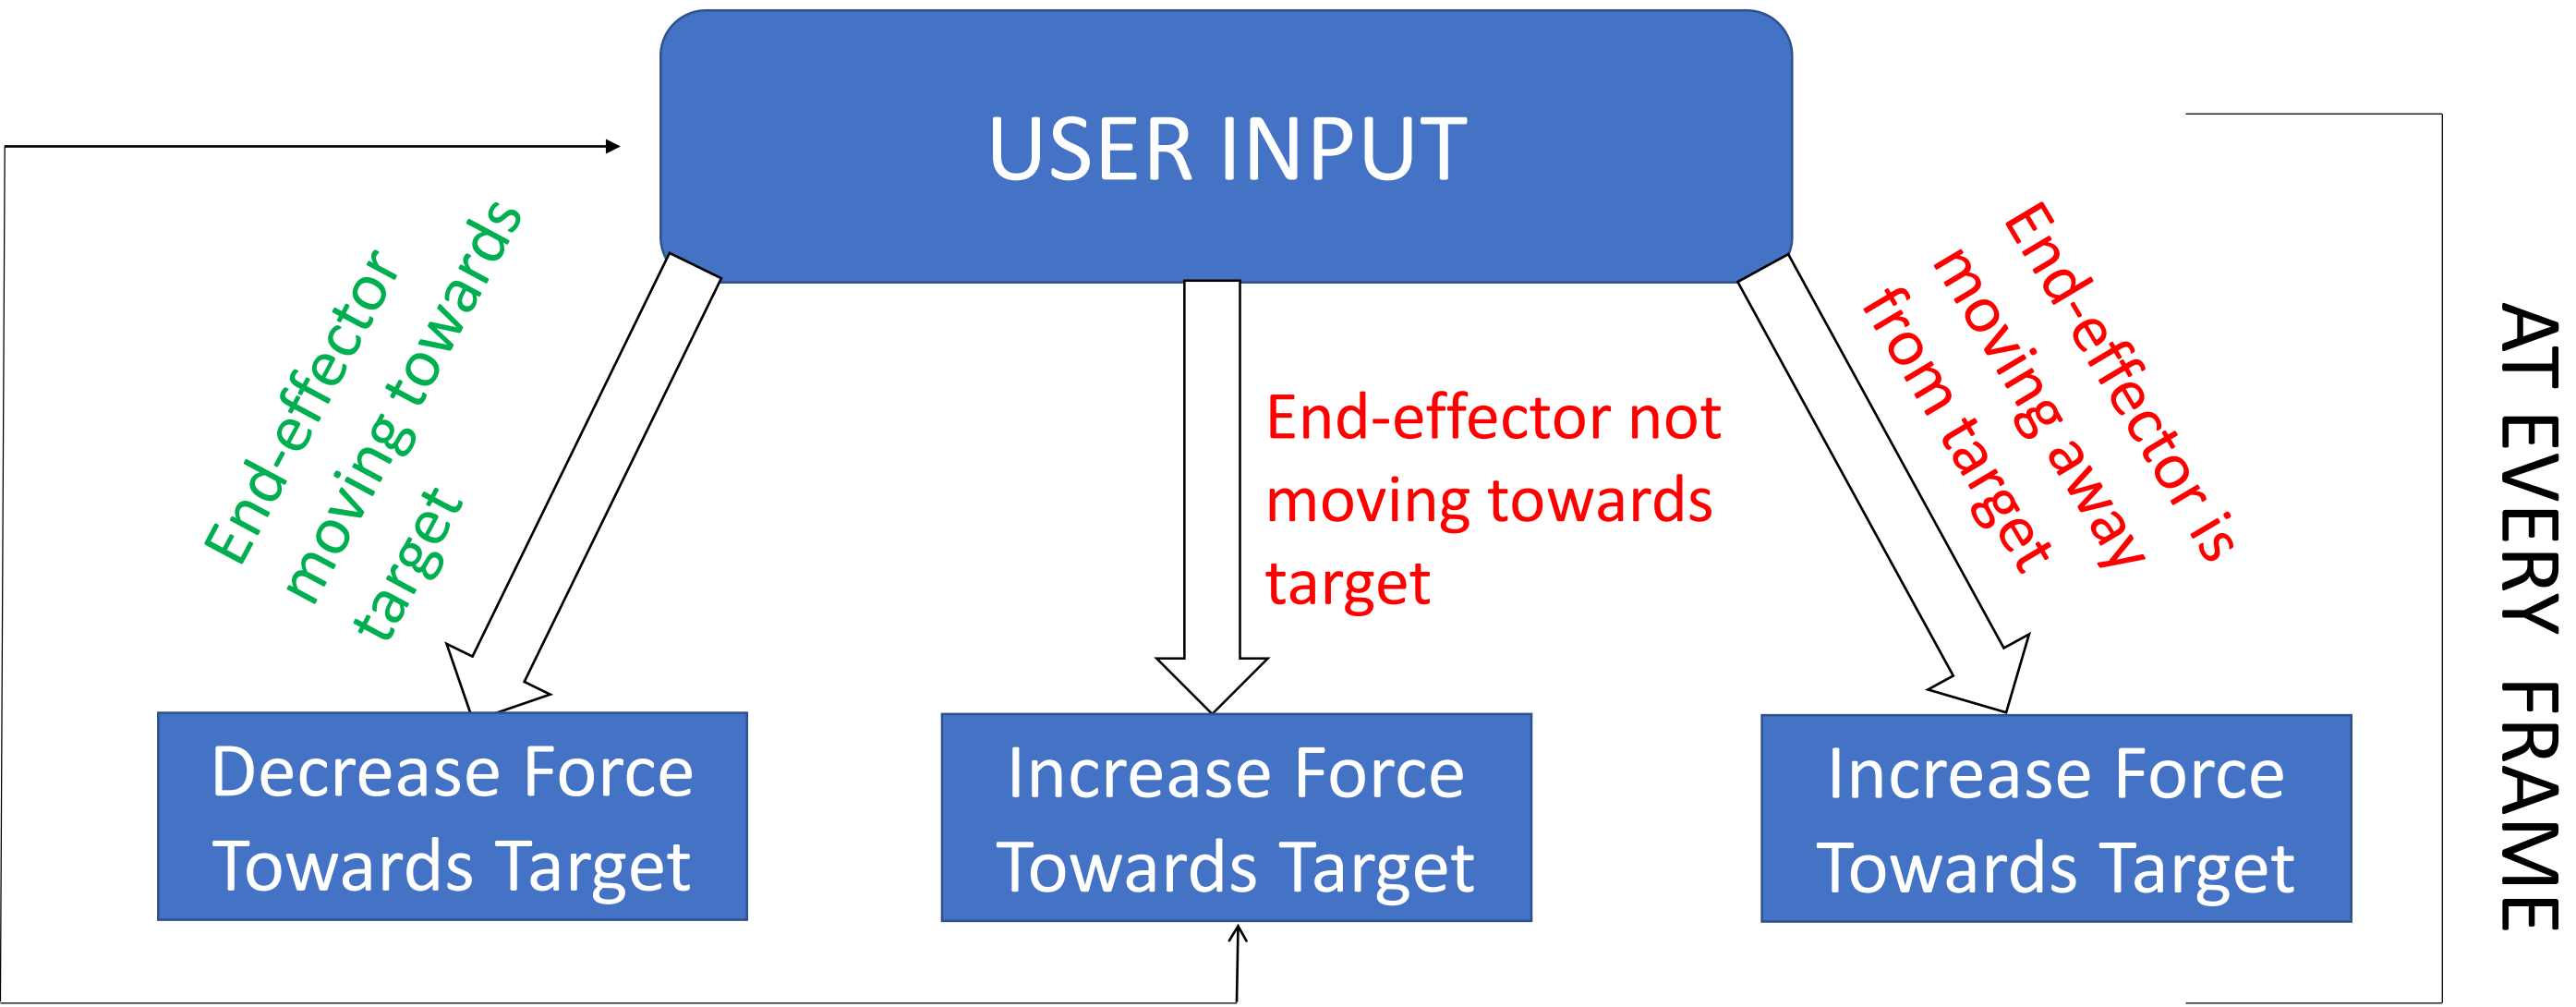 USER INPUT
End-effector
moving towards
target
End-effector not
moving towards
target
End-effector is
moving away
from target
Decrease Force
Towards Target
Increase Force
Towards Target
Increase Force
Towards Target
AT EVERY FRAME